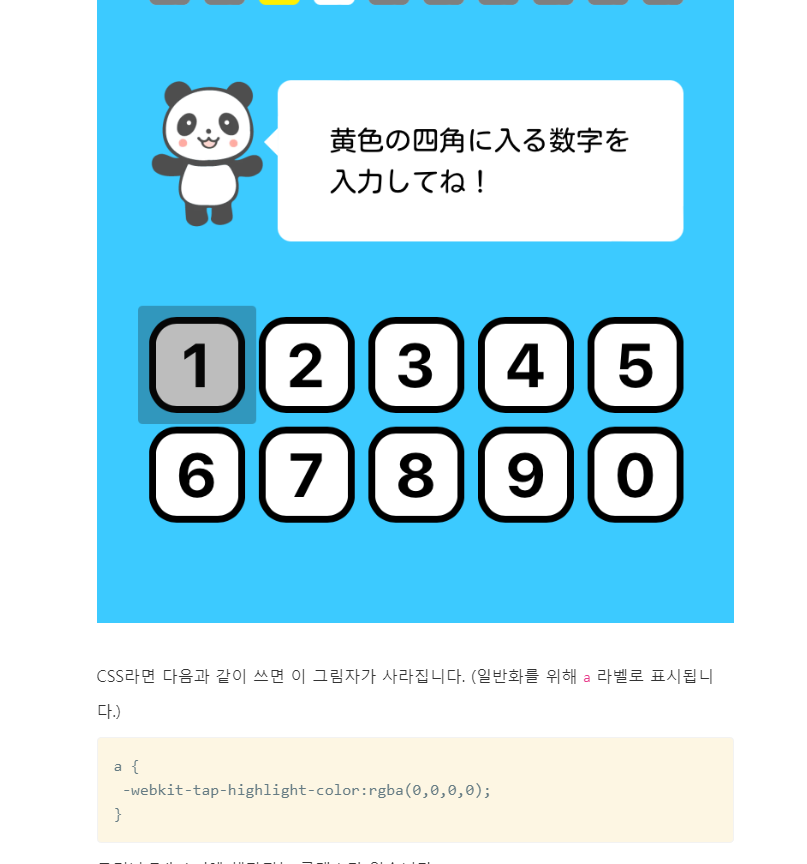 黄色の四角に入る数字を
入力してね！
1 2 3 4 5
6 7 8 9 0
CSS라면 다음과 같이 쓰면 이 그림자가 사라집니다. (일반화를 위해 a 라벨로 표시됩니
다.)
a {
-webkit-tap-highlight-color:rgba(0,0,0,0);
}